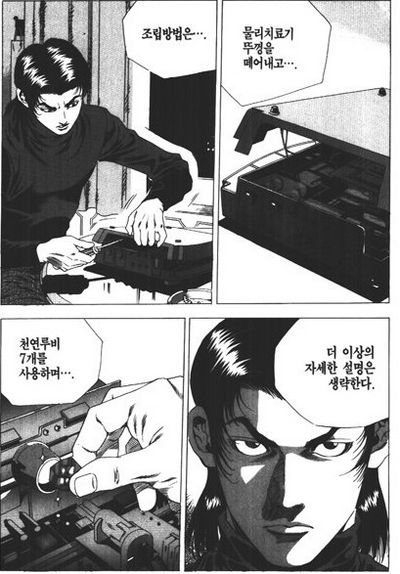 조립방법은….
물리치료기
뚜껑을
떼어내고….
천연루비
7개를
사용하며….
더 이상의
자세한 설명은
생략한다.